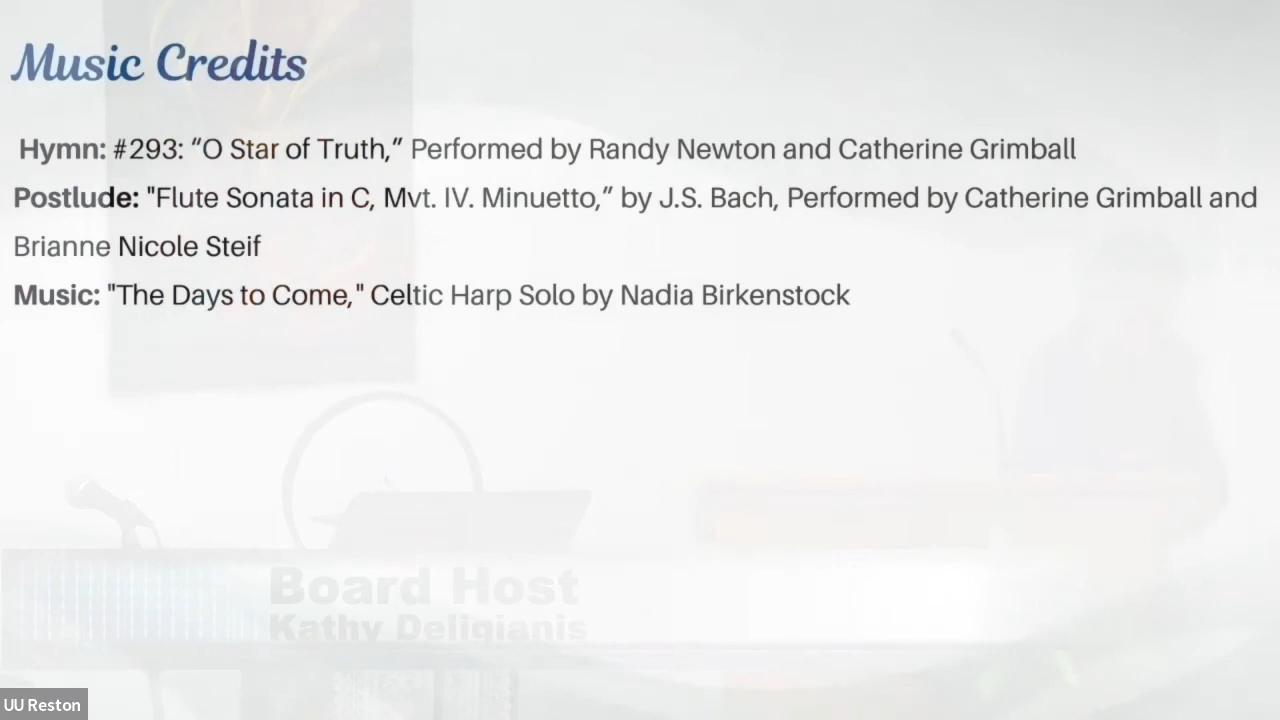 Music Credits
Hymn: #293: “O Star of Truth,” Performed by Randy Newton and Catherine Grimball
Postlude: "Flute Sonata in C, Mvt. IV. Minuetto,” by J.S. Bach, Performed by Catherine Grimball and
Brianne Nicole Steif
Music: "The Days to Come," Celtic Harp Solo by Nadia Birkenstock
Board Host
Kathy Deligianis
UU Reston